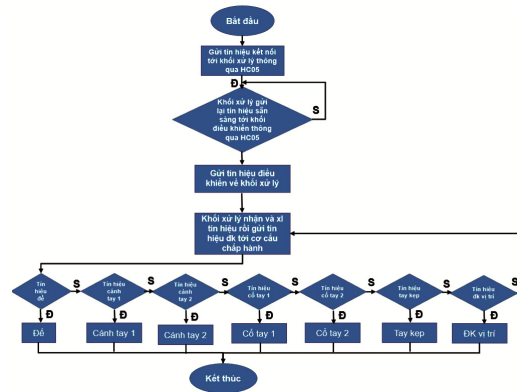 Bắt đầu
Gửi tín hiệu kết nối
tới khối xử lý thông
qua HC05
Đ
Khối xử lý gửi
lại tín hiệu sẵn
sàng tới khối
điều khiển thông
qua HC05
S
Gửi tín hiệu điều
khiển về khối xử lý
Khối xử lý nhận và xl
tín hiệu rồi gửi tín
hiệu đk tới cơ cấu
chấp hành
Tín
hiệu
đế
S
Tín hiệu
cánh
tay 1
S
Tín hiệu
cánh
tay 2
S
Tín hiệu
cổ tay 1
S
Tín hiệu
cổ tay 2
S
Tín hiệu
tay kẹp
S
Tín hiệu
đk vị trí
S
Đ
Đ
Đ
Đ
Đ
Đ
Đ
Đế
Cánh tay 1
Cánh tay 2
Cổ tay 1
Cổ tay 2
Tay kẹp
ĐK vị trí
Kết thúc